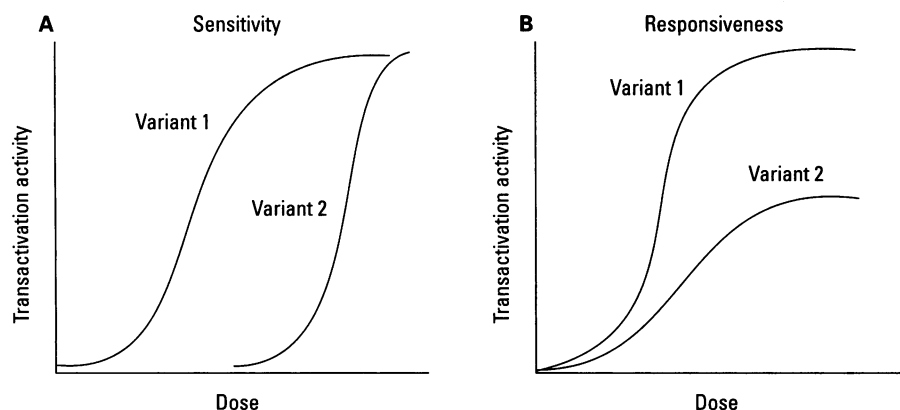 A
Sensitivity
Transactivation activity
Variant 1
Variant 2
Dose
B
Responsiveness
Transactivation activity
Variant 1
Variant 2
Dose